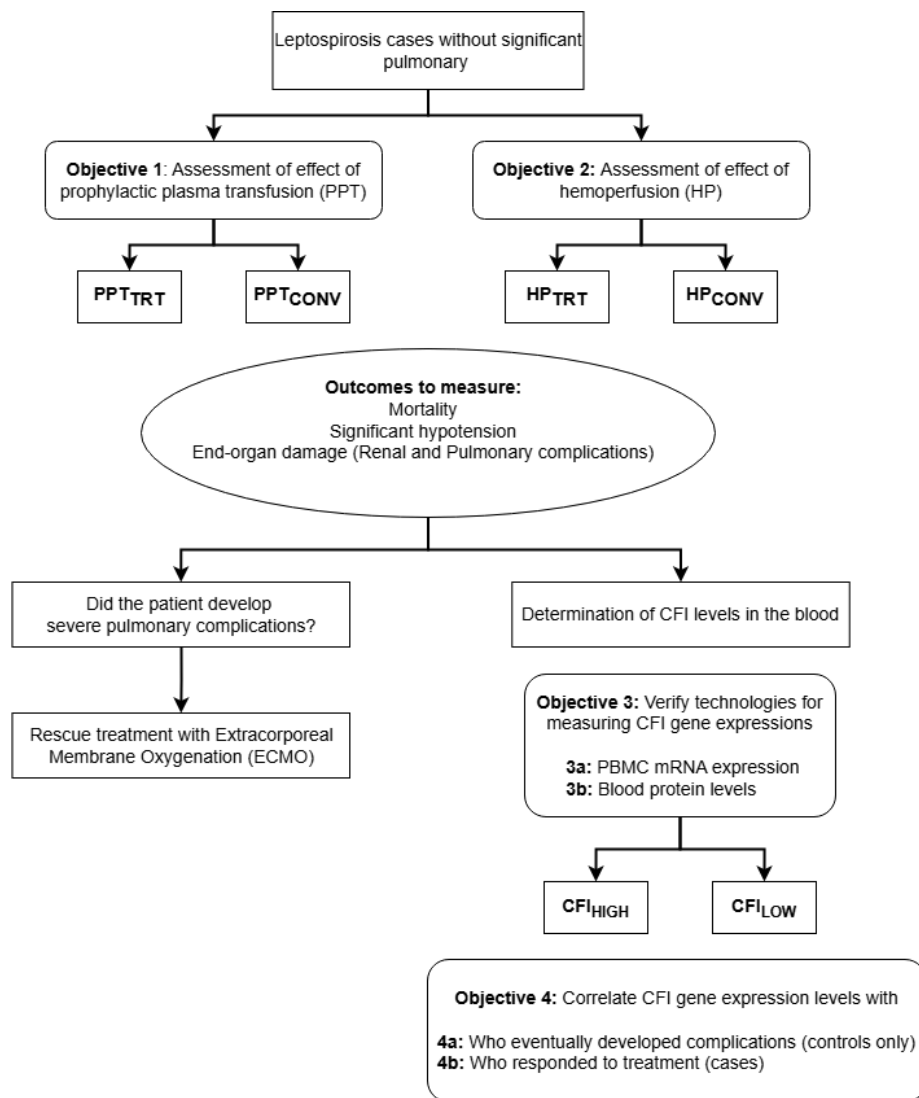 Leptospirosis cases without significant
pulmonary
Objective 1: Assessment of effect of
prophylactic plasma transfusion (PPT)
Objective 2: Assessment of effect of
hemoperfusion (HP)
PPTTRT
PPTCONV
HPTRT
HPCONV
Outcomes to measure:
Mortality
Significant hypotension
End-organ damage (Renal and Pulmonary complications)
Did the patient develop
severe pulmonary complications?
Determination of CFI levels in the blood
Rescue treatment with Extracorporeal
Membrane Oxygenation (ECMO)
Objective 3: Verify technologies for
measuring CFI gene expressions
3a: PBMC mRNA expression
3b: Blood protein levels
CFIHIGH
CFILOW
Objective 4: Correlate CFI gene expression levels with
4a: Who eventually developed complications (controls only)
4b: Who responded to treatment (cases)